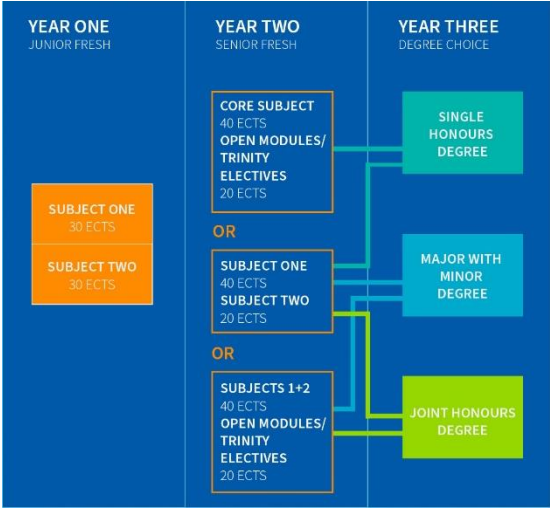 YEAR ONE
JUNIOR FRESH
SUBJECT ONE
30 ECTS
SUBJECT TWO
30 ECTS
YEAR TWO
SENIOR FRESH
CORE SUBJECT
40 ECTS
OPEN MODULES/
TRINITY
ELECTIVES
20 ECTS
OR
SUBJECT ONE
40 ECTS
SUBJECT TWO
20 ECTS
OR
SUBJECTS 1+2
40 ECTS
OPEN MODULES/
TRINITY
ELECTIVES
20 ECTS
YEAR THREE
DEGREE CHOICE
SINGLE
HONOURS
DEGREE
MAJOR WITH
MINOR
DEGREE
JOINT HONOURS
DEGREE